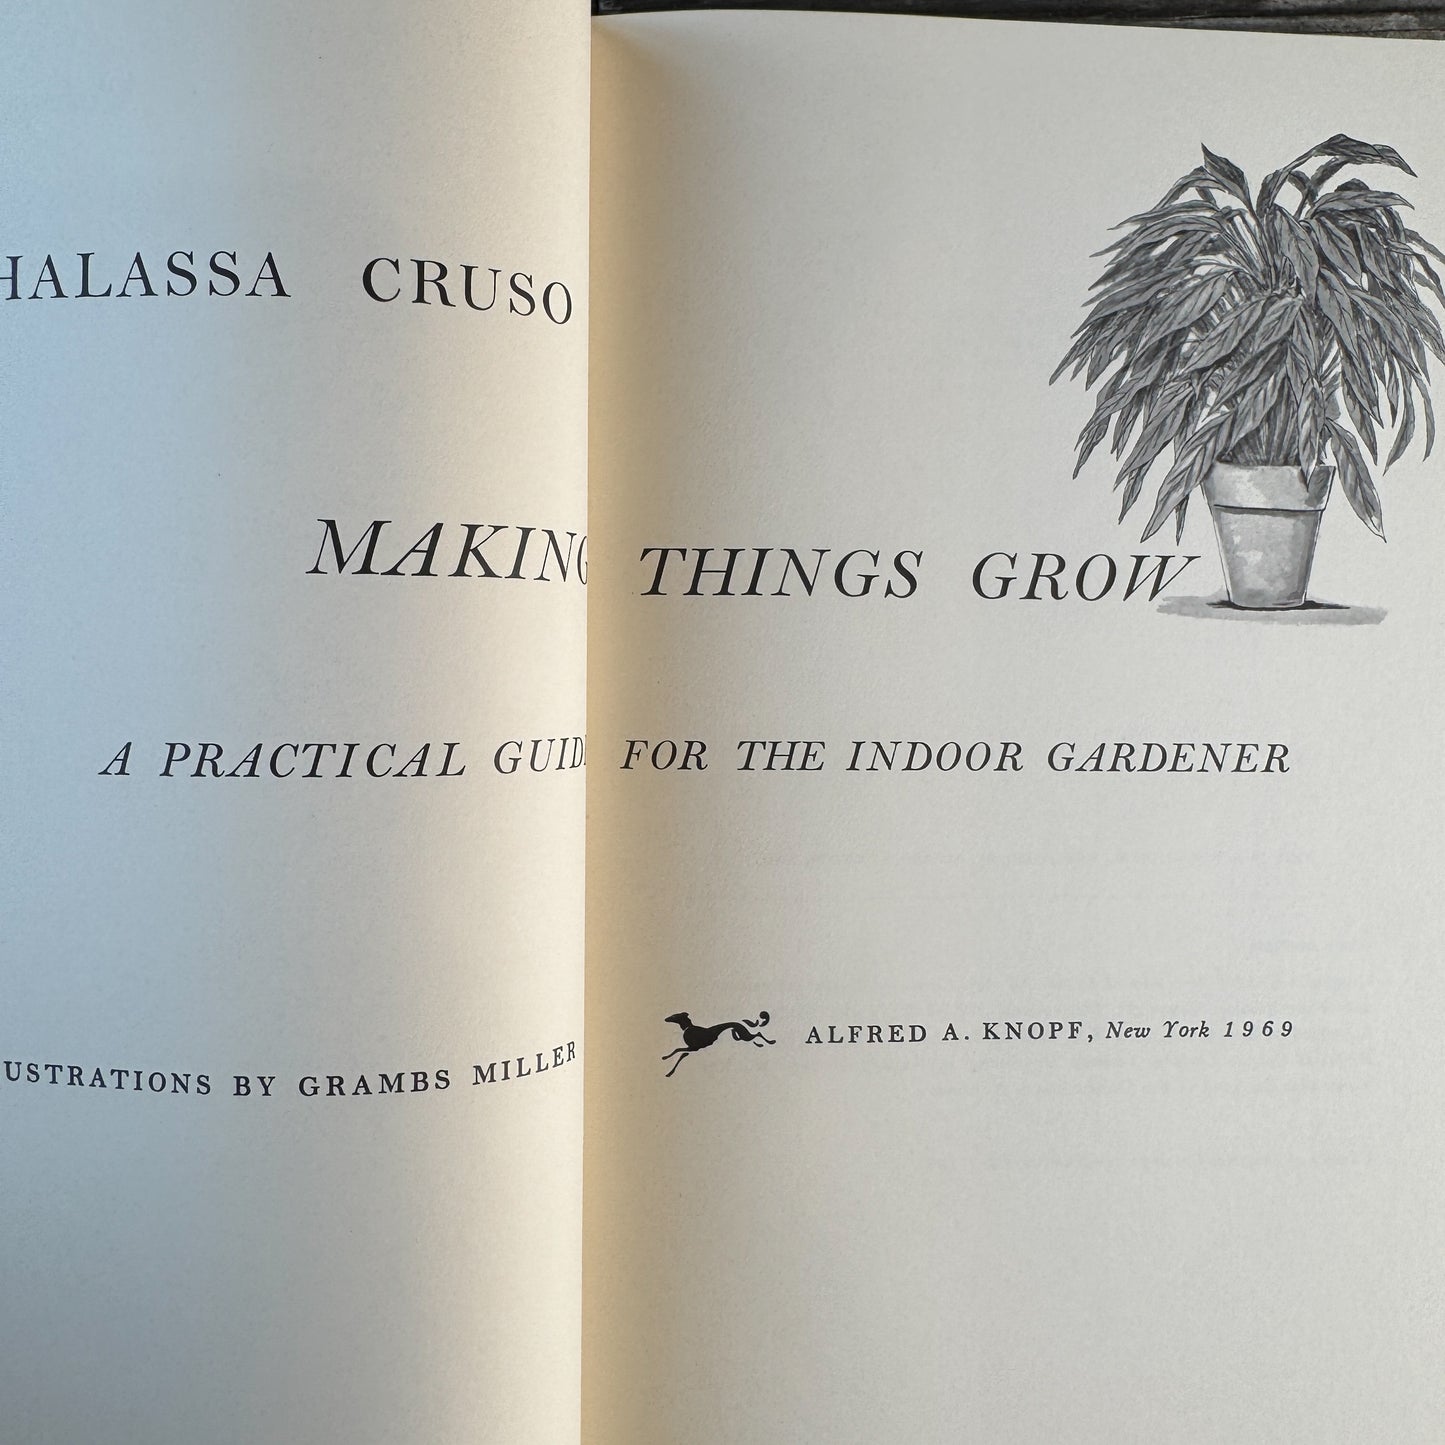 HALASSA CRUSO
MAKING THINGS GROW
A PRACTICAL GUIDE FOR THE INDOOR GARDENER
USTRATIONS BY GRAMBS MILLER
ALFRED A. KNOPF, New York 1969